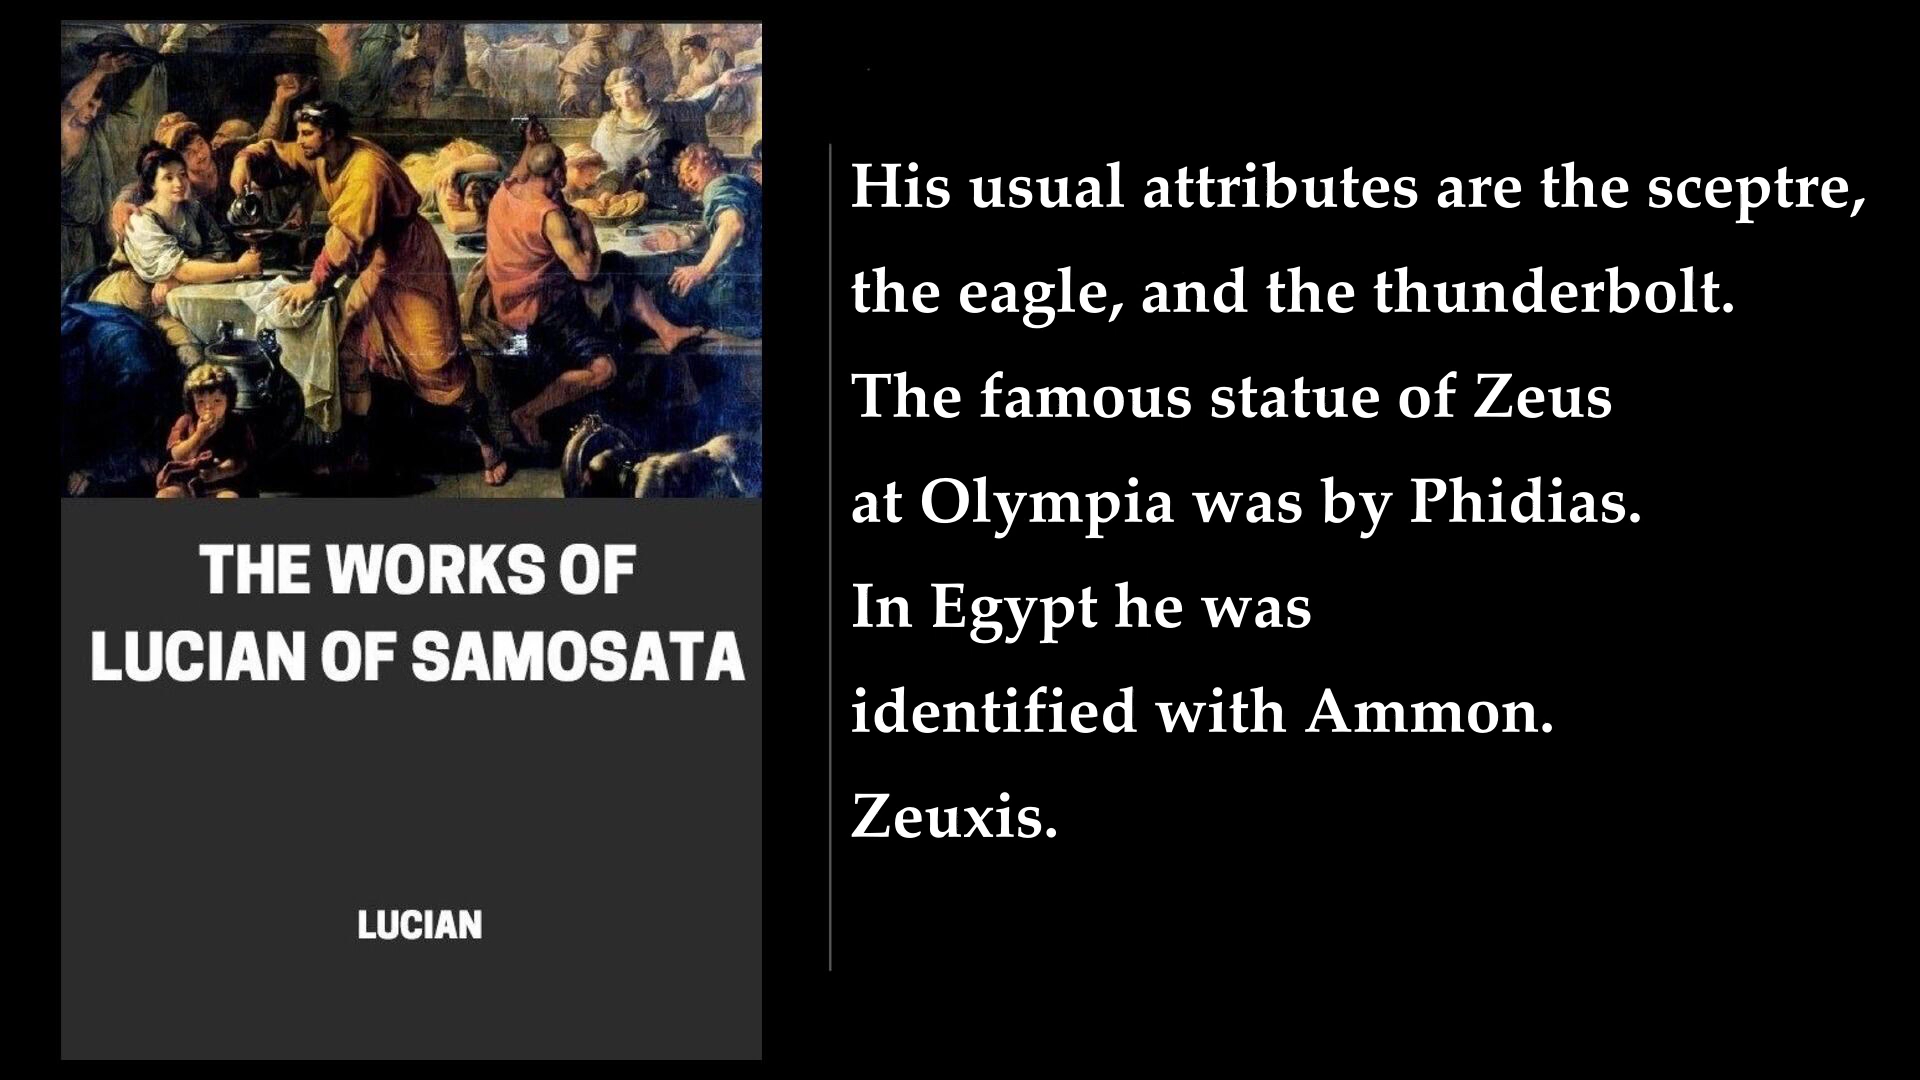 THE WORKS OF
LUCIAN OF SAMOSATA
LUCIAN
His usual attributes are the sceptre,
the eagle, and the thunderbolt.
The famous statue of Zeus
at Olympia was by Phidias.
In Egypt he was
identified with Ammon.
Zeuxis.